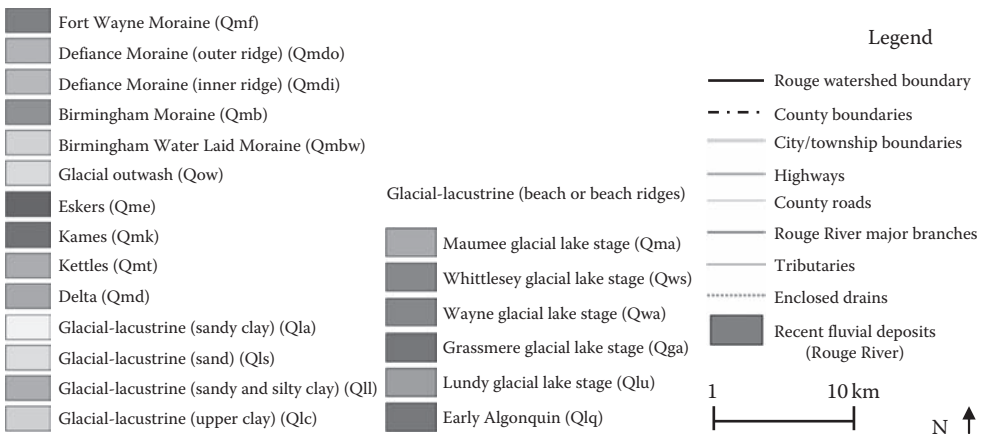 Fort Wayne Moraine (Qmf)
Defiance Moraine (outer ridge) (Qmdo)
Defiance Moraine (inner ridge) (Qmdi)
Birmingham Moraine (Qmb)
Birmingham Water Laid Moraine (Qmbw)
Glacial outwash (Qow)
Eskers (Qme)
Kames (Qmk)
Kettles (Qmt)
Delta (Qmd)
Glacial-lacustrine (sandy clay) (Qla)
Glacial-lacustrine (sand) (Qls)
Glacial-lacustrine (sandy and silty clay) (Qll)
Glacial-lacustrine (upper clay) (Qlc)
Glacial-lacustrine (beach or beach ridges)
Maumee glacial lake stage (Qma)
Whittlesey glacial lake stage (Qws)
Wayne glacial lake stage (Qwa)
Grassmere glacial lake stage (Qga)
Lundy glacial lake stage (Qlu)
Early Algonquin (Qlq)
Legend
Rouge watershed boundary
County boundaries
City/township boundaries
Highways
County roads
Rouge River major branches
Tributaries
Enclosed drains
Recent fluvial deposits
(Rouge River)
1 10 km
N